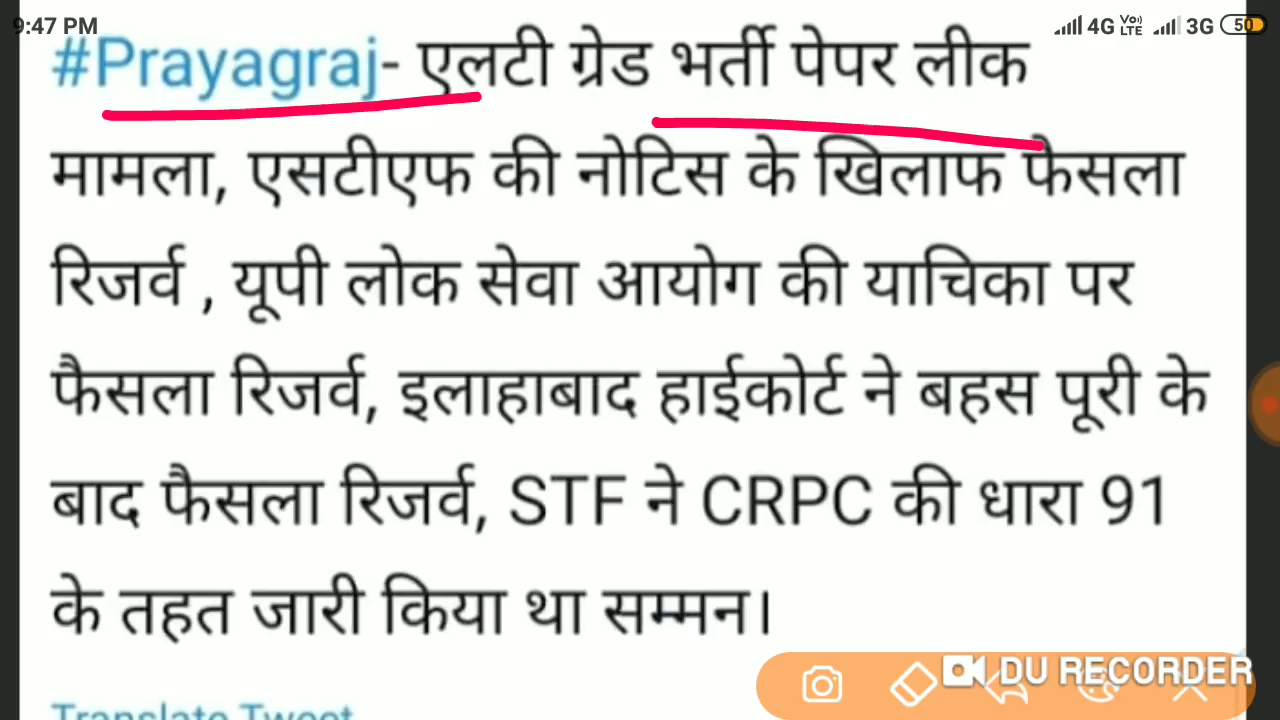 9:47 PM 4G VoLTE 3G 50
#Prayagraj- एलटी ग्रेड भर्ती पेपर लीक
मामला, एसटीएफ की नोटिस के खिलाफ फैसला
रिजर्व , यूपी लोक सेवा आयोग की याचिका पर
फैसला रिजर्व, इलाहाबाद हाईकोर्ट ने बहस पूरी के
बाद फैसला रिजर्व, STF ने CRPC की धारा 91
के तहत जारी किया था सम्मन।
DU RECORDER
Translate Tweet